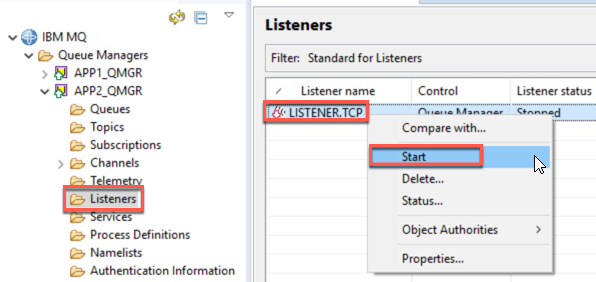 IBM MQ
Queue Managers
APP1_QMGR
APP2_QMGR
Queues
Topics
Subscriptions
Channels
Telemetry
Listeners
Services
Process Definitions
Namelists
Authentication Information
Listeners
Filter: Standard for Listeners
Listener name Control Listener status
LISTENER.TCP Queue Manager Stopped
Compare with...
Start
Delete...
Status...
Object Authorities
Properties...